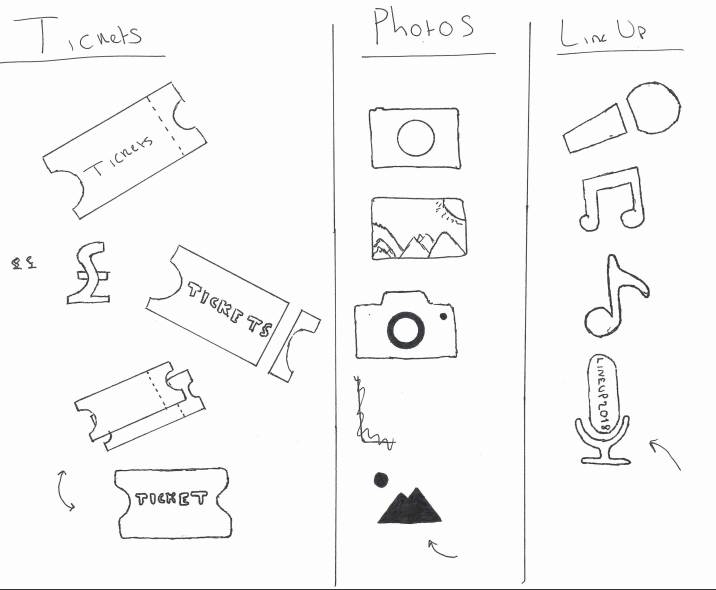 Tickets
Photos
Line Up
Tickets
££ £
TICKETS
LINEUP2018
TICKET